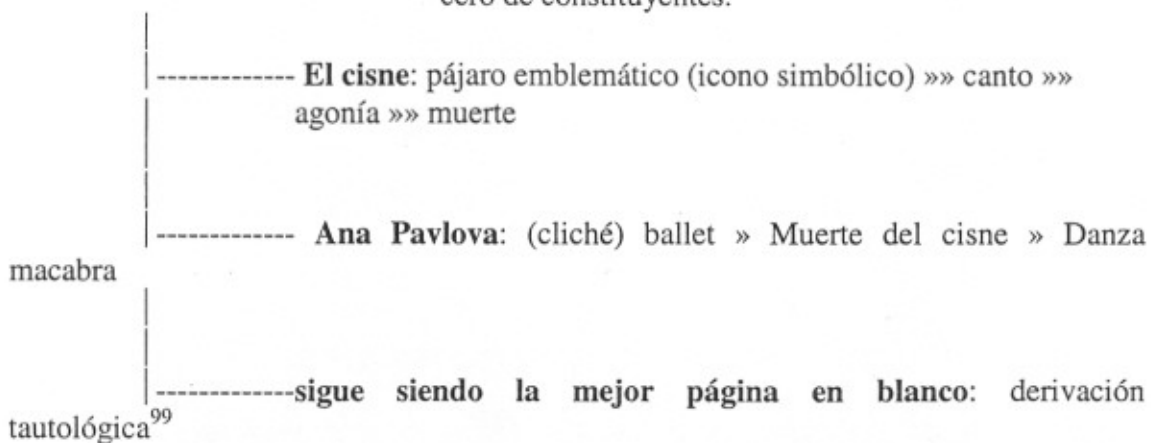 cero de constituyentes.
------------- El cisne: pájaro emblemático (icono simbólico) »» canto »»
agonía »» muerte
------------- Ana Pavlova: (cliché) ballet » Muerte del cisne » Danza
macabra
-------------sigue siendo la mejor página en blanco: derivación
tautológica99